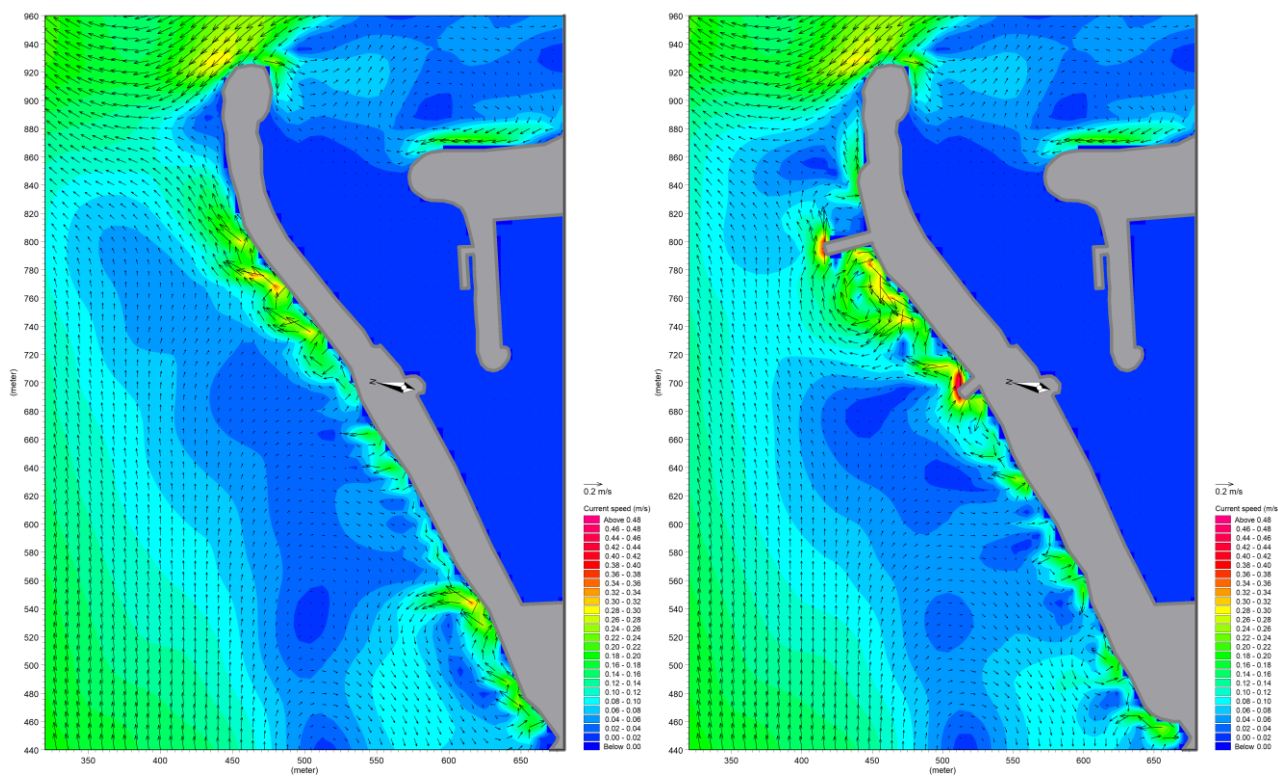 960
940
920
900
880
860
840
820
800
780
760
740
720
700
680
660
640
620
600
580
560
540
520
500
480
460
440
(meter)
350
400
450
500
550
600
650
(meter)
N
0.2 m/s
Current speed (m/s)
Above 0.48
0.46 - 0.48
0.44 - 0.46
0.42 - 0.44
0.40 - 0.42
0.38 - 0.40
0.36 - 0.38
0.34 - 0.36
0.32 - 0.34
0.30 - 0.32
0.28 - 0.30
0.26 - 0.28
0.24 - 0.26
0.22 - 0.24
0.20 - 0.22
0.18 - 0.20
0.16 - 0.18
0.14 - 0.16
0.12 - 0.14
0.10 - 0.12
0.08 - 0.10
0.06 - 0.08
0.04 - 0.06
0.02 - 0.04
0.00 - 0.02
Below 0.00
960
940
920
900
880
860
840
820
800
780
760
740
720
700
680
660
640
620
600
580
560
540
520
500
480
460
440
(meter)
350
400
450
500
550
600
650
(meter)
N
0.2 m/s
Current speed (m/s)
Above 0.48
0.46 - 0.48
0.44 - 0.46
0.42 - 0.44
0.40 - 0.42
0.38 - 0.40
0.36 - 0.38
0.34 - 0.36
0.32 - 0.34
0.30 - 0.32
0.28 - 0.30
0.26 - 0.28
0.24 - 0.26
0.22 - 0.24
0.20 - 0.22
0.18 - 0.20
0.16 - 0.18
0.14 - 0.16
0.12 - 0.14
0.10 - 0.12
0.08 - 0.10
0.06 - 0.08
0.04 - 0.06
0.02 - 0.04
0.00 - 0.02
Below 0.00